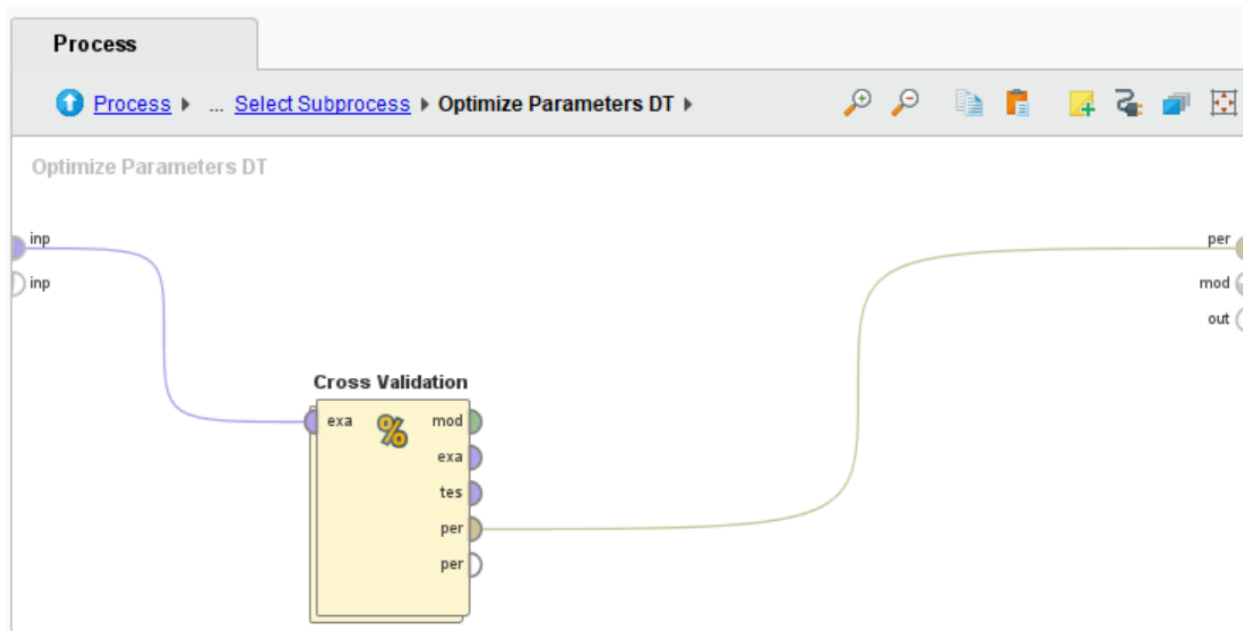 Process
Process ... Select Subprocess Optimize Parameters DT
Optimize Parameters DT
inp
per
inp
mod
out
Cross Validation
exa
%
mod
exa
tes
per
per